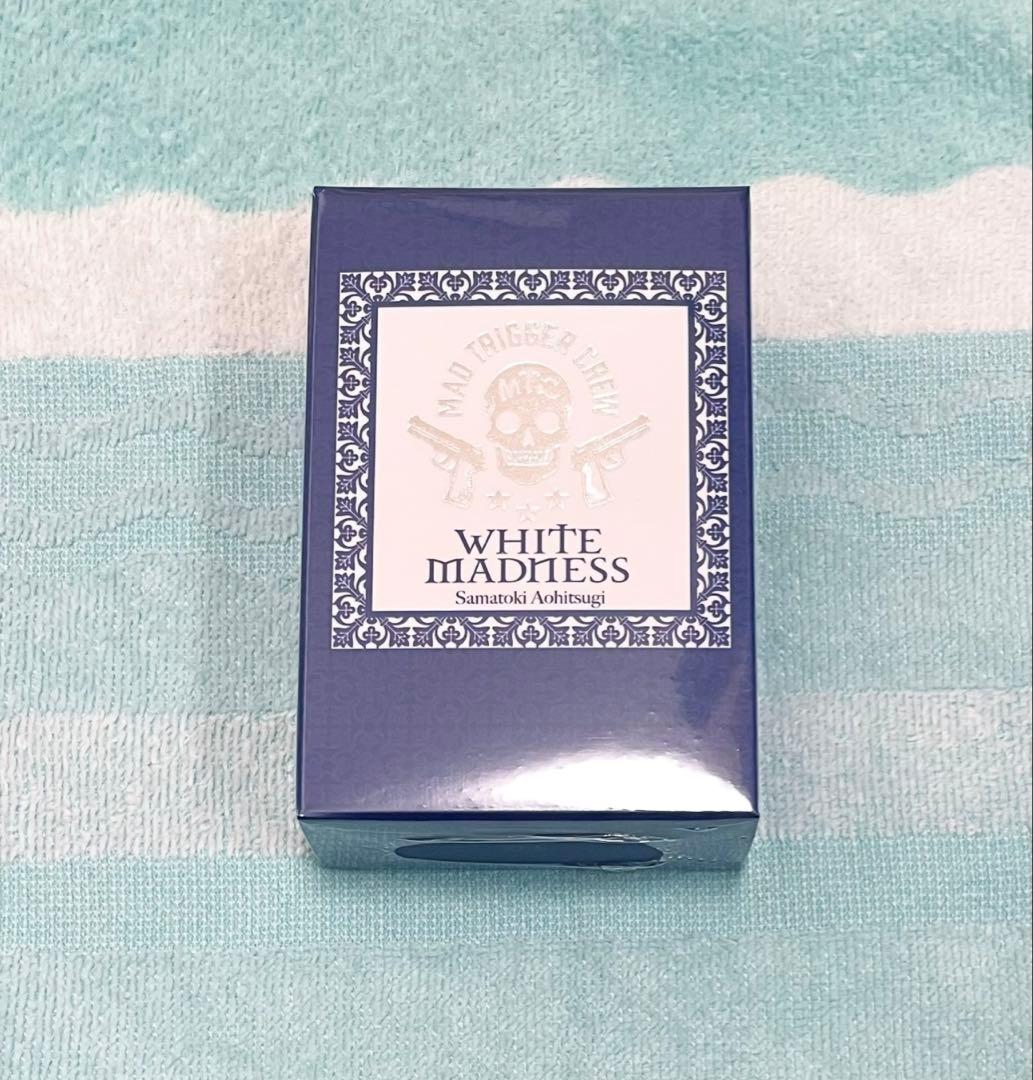 MAD TRIGGER CREW
MTC
WHITE
MADNESS
Samatoki Aohitsugi